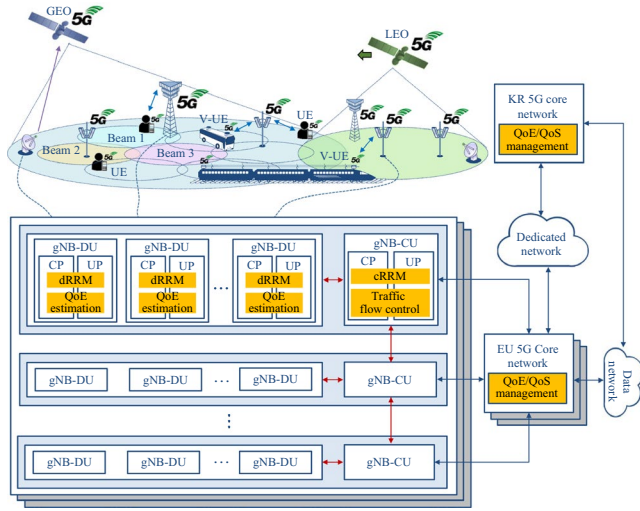 GEO
5G
LEO
5G
5G
V-UE
5G
UE
5G
5G
5G
5G
Beam 1
5G
5G
Beam 2
Beam 3
5G
V-UE
5G
UE
KR 5G core
network
QoE/QoS
management
gNB-DU
gNB-DU
gNB-DU
gNB-CU
CP
UP
CP
UP
CP
UP
CP
UP
dRRM
dRRM
dRRM
cRRM
...
QoE
estimation
QoE
estimation
QoE
estimation
Traffic
flow control
Dedicated
network
gNB-DU
gNB-DU
...
gNB-DU
gNB-CU
EU 5G Core
network
QoE/QoS
management
Data
network
...
gNB-DU
gNB-DU
...
gNB-DU
gNB-CU